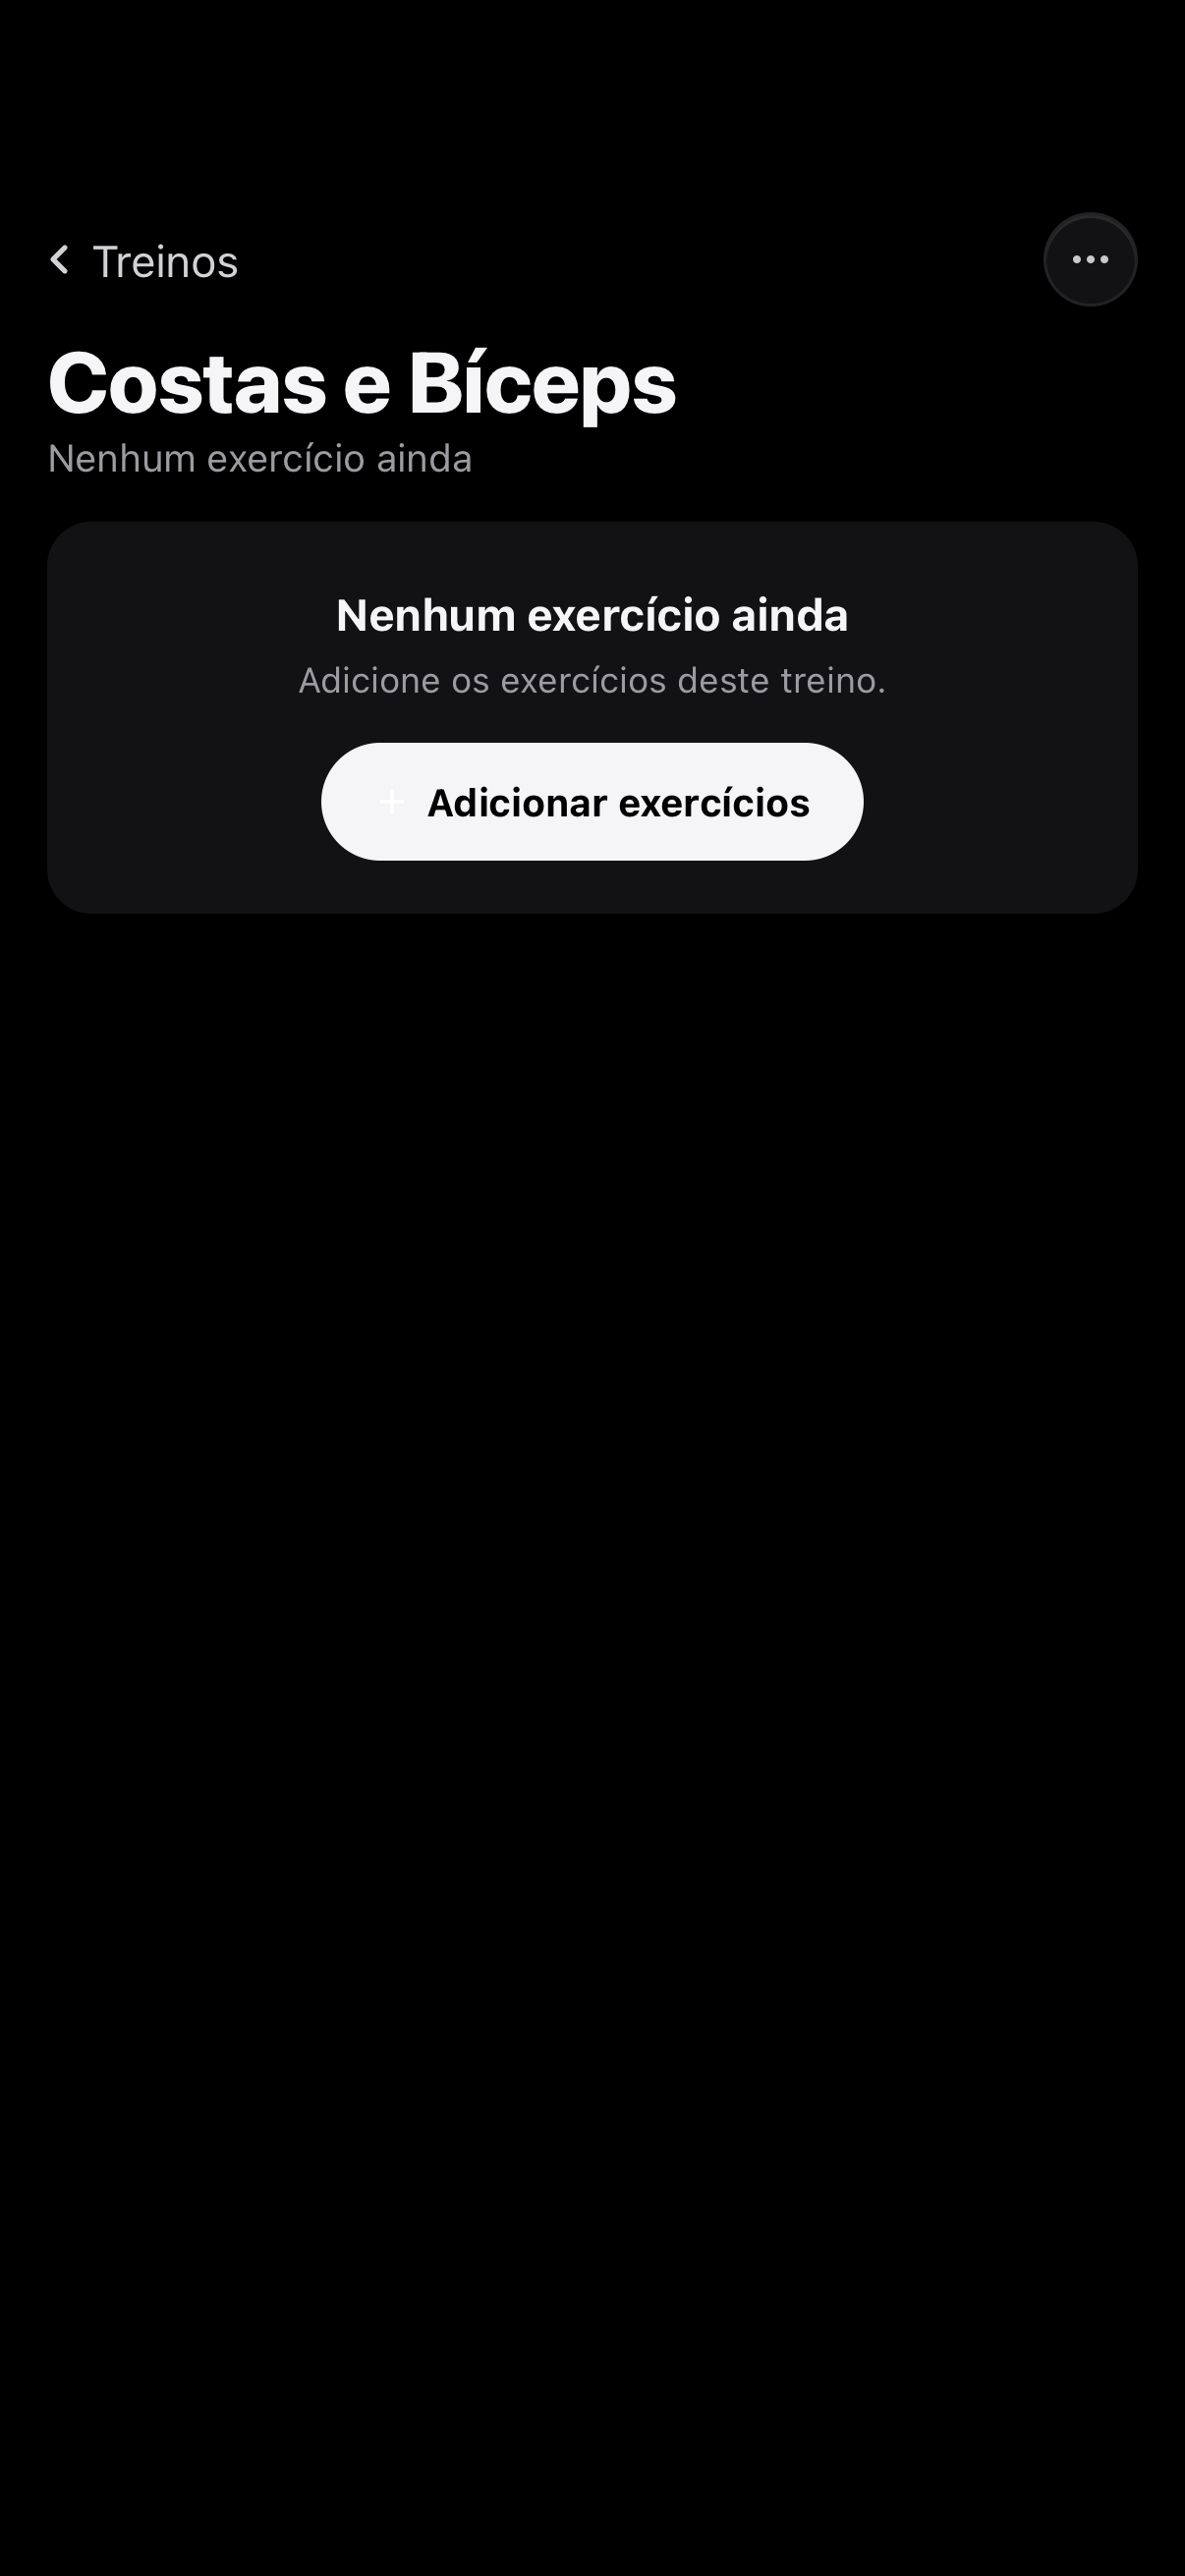 Treinos
Costas e Bíceps
Nenhum exercício ainda
Nenhum exercício ainda
Adicione os exercícios deste treino.
+ Adicionar exercícios